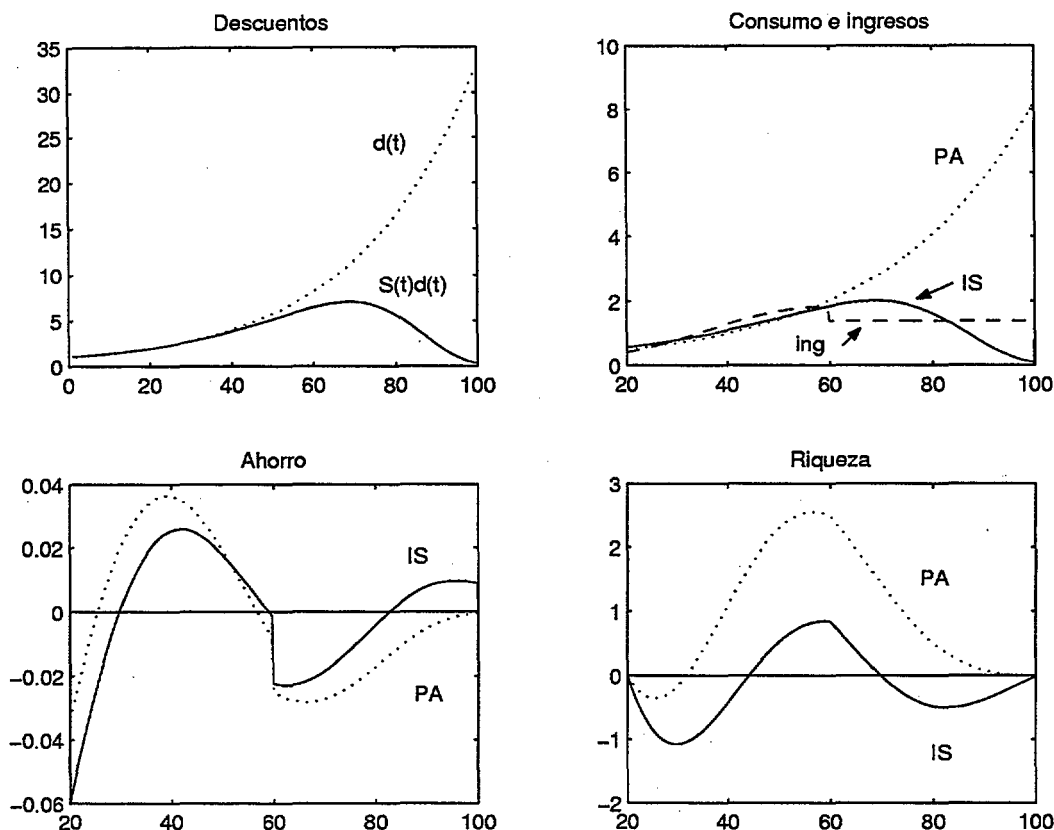 Descuentos
35
30
25
20
15
10
5
0
d(t)
S(t)d(t)
0 20 40 60 80 100
Consumo e ingresos
10
8
6
4
2
0
PA
IS
ing
20 40 60 80 100
Ahorro
0.04
0.02
0
−0.02
−0.04
−0.06
IS
PA
20 40 60 80 100
Riqueza
3
2
1
0
−1
−2
PA
IS
20 40 60 80 100